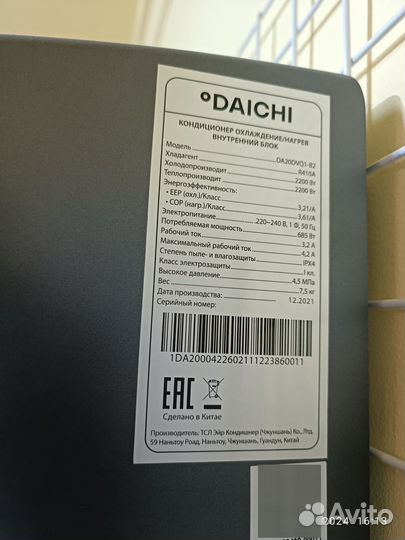 DAICHI
КОНДИЦИОНЕР ОХЛАЖДЕНИЕ/НАГРЕВ
ВНУТРЕННИЙ БЛОК
Модель DA20DVQ1-B2
Хладагент R410A
Холодопроизводит. 2200 Вт
Теплопроизводит. 2200 Вт
Энергоэффективность:
• EEP (охл.)/Класс 3,21/A
• COP (нагр.)/Класс 3,61/A
Электропитание 220~240 В, 1 Ф, 50 Гц
Потребляемая мощность 685 Вт
Рабочий ток 3,2 А
Максимальный рабочий ток 4,2 А
Степень пыле- и влагозащиты IPX4
Класс электрозащиты I кл.
Высокое давление 4,5 МПа
Вес 7,5 кг
Дата производства: 12.2021
Серийный номер:
1DA2000422602111223860011
EAC
Сделано в Китае
Производитель: ТСЛ Эйр Кондишнер (Чжуншань) Ко., Лтд.
59 Наньтоу Роад, Наньтоу, Чжуншань, Гуандун, Китай
2024 16:13
Avito